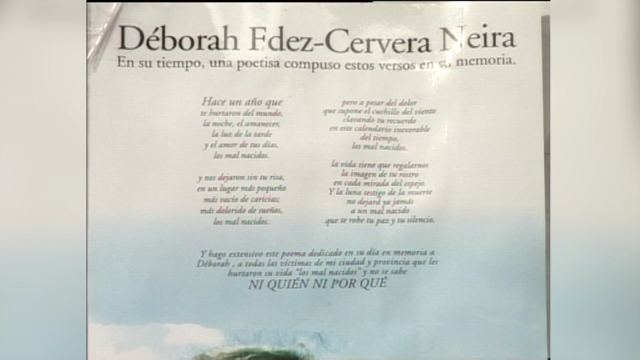 Déborah Fdez-Cervera Neira
En su tiempo, una poetisa compuso estos versos en su memoria.
Hace un año que
te hurtaron del mundo,
la noche, el amanecer,
la luz de la tarde
y el amor de tus días,
los mal nacidos.
y nos dejaron sin tu risa,
en un lugar más pequeño
más vacío de caricias;
más dolorido de sueños,
los mal nacidos.
pero a pesar del dolor
que supone el cuchillo del viento
clavando tu recuerdo
en este calendario inexorable
del tiempo,
los mal nacidos.
la vida tiene que regalarnos
la imagen de tu rostro
en cada mirada del espejo.
Y la luna testigo de la muerte
no dejará ya jamás
a un mal nacido
que te robe tu paz y tu silencio.
Y hago extensivo este poema dedicado en su día en memoria a
Déborah , a todas las víctimas de mi ciudad y provincia que les
hurtaron su vida "los mal nacidos" y no se sabe
NI QUIÉN NI POR QUÉ